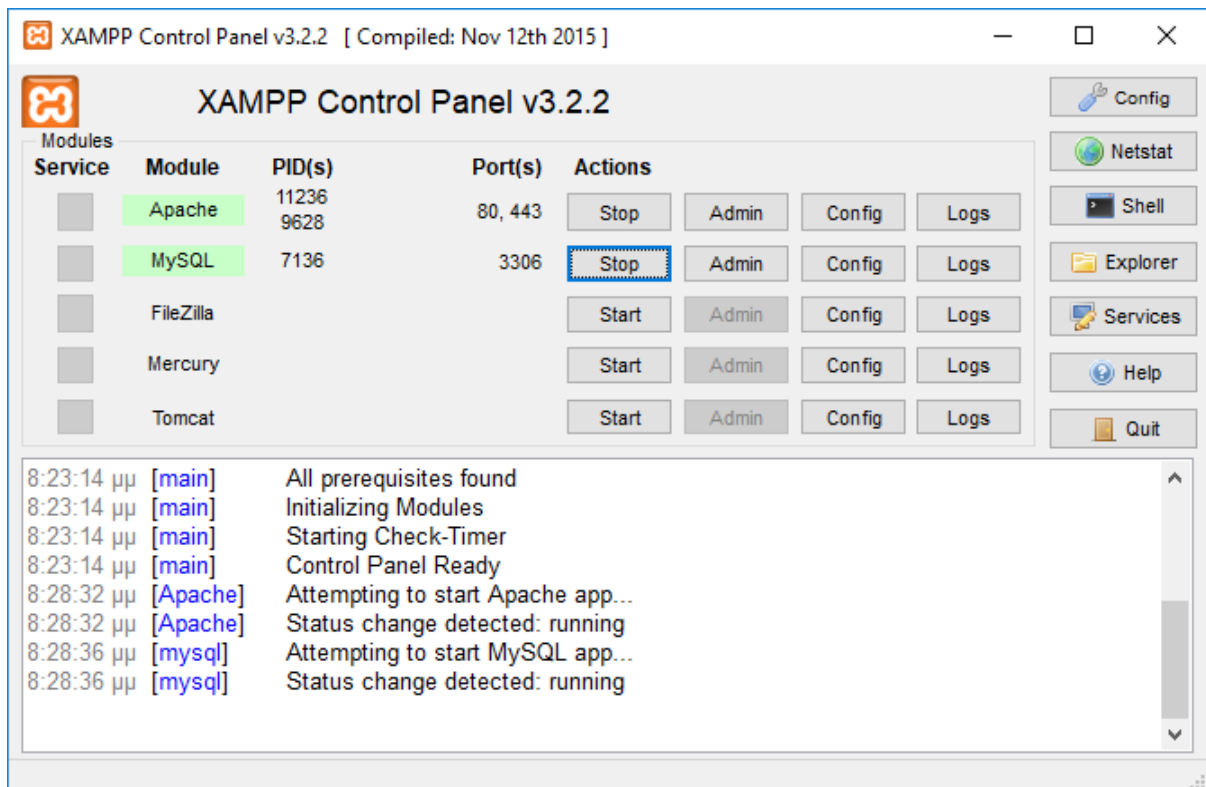 XAMPP Control Panel v3.2.2 [ Compiled: Nov 12th 2015 ]
XAMPP Control Panel v3.2.2
Config
Modules
Netstat
Service Module PID(s) Port(s) Actions
Apache 11236 9628 80, 443 Stop Admin Config Logs
Shell
MySQL 7136 3306 Stop Admin Config Logs
Explorer
FileZilla Start Admin Config Logs
Services
Mercury Start Admin Config Logs
Help
Tomcat Start Admin Config Logs
Quit
8:23:14 μμ [main] All prerequisites found
8:23:14 μμ [main] Initializing Modules
8:23:14 μμ [main] Starting Check-Timer
8:23:14 μμ [main] Control Panel Ready
8:28:32 μμ [Apache] Attempting to start Apache app...
8:28:32 μμ [Apache] Status change detected: running
8:28:36 μμ [mysql] Attempting to start MySQL app...
8:28:36 μμ [mysql] Status change detected: running